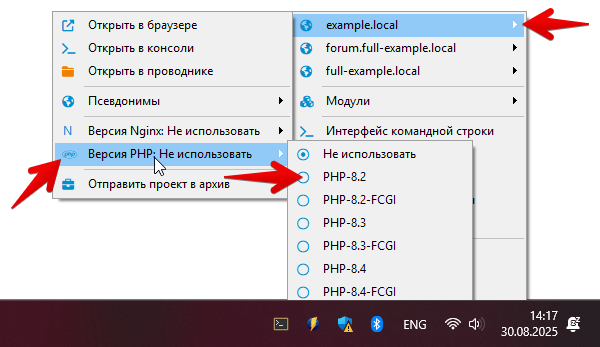 Открыть в браузере
Открыть в консоли
Открыть в проводнике
Псевдонимы
N Версия Nginx: Не использовать
php Версия PHP: Не использовать
Отправить проект в архив
example.local
forum.full-example.local
full-example.local
Модули
Интерфейс командной строки
Не использовать
PHP-8.2
PHP-8.2-FCGI
PHP-8.3
PHP-8.3-FCGI
PHP-8.4
PHP-8.4-FCGI
ENG
14:17
30.08.2025